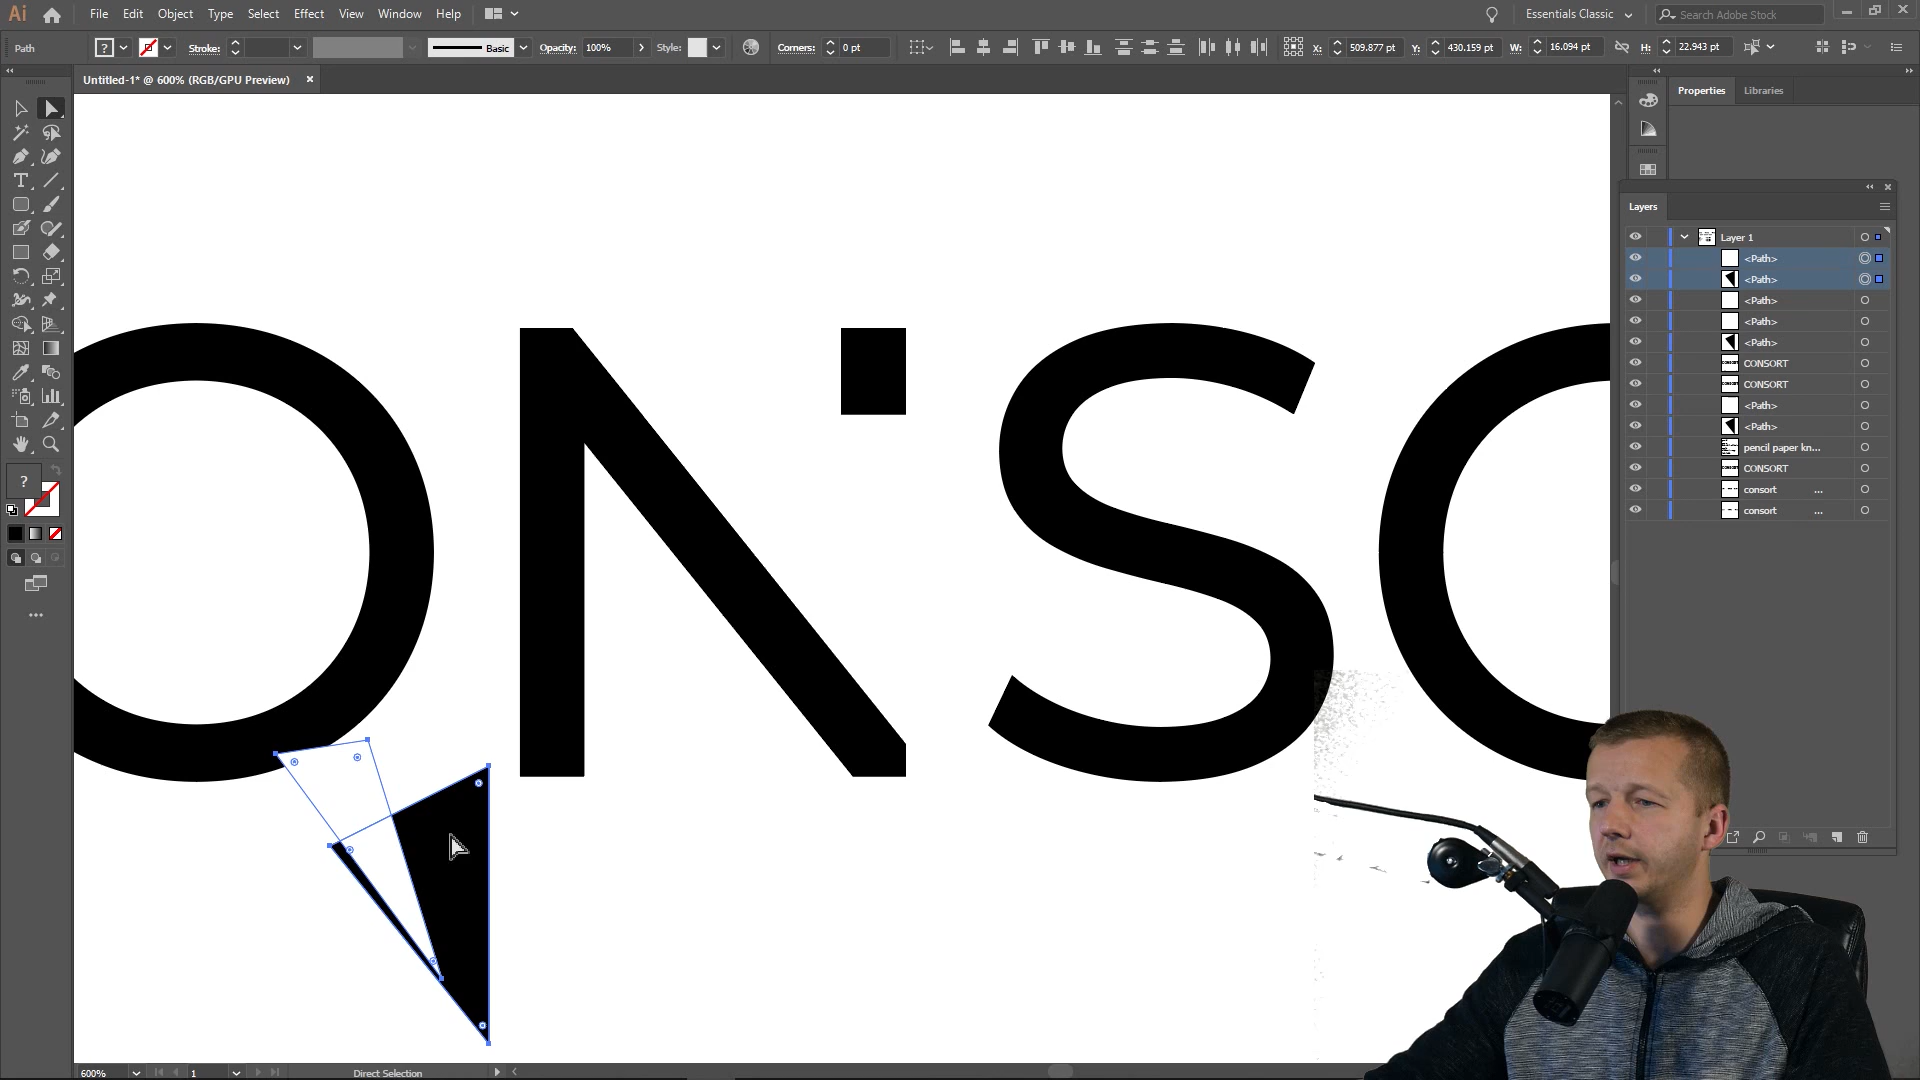 Ai File Edit Object Type Select Effect View Window Help Essentials Classic Search Adobe Stock
Path ? Stroke: Basic Opacity: 100% Style: Corners: 0 pt X: 509.877 pt Y: 430.159 pt W: 16.094 pt H: 22.943 pt
Untitled-1* @ 600% (RGB/GPU Preview)
Properties Libraries
Layers
Layer 1
<Path>
<Path>
<Path>
<Path>
<Path>
CONSORT
CONSORT
<Path>
<Path>
pencil paper kn...
CONSORT
consort ...
consort ...
T
?
ONSO
600% 1 Direct Selection